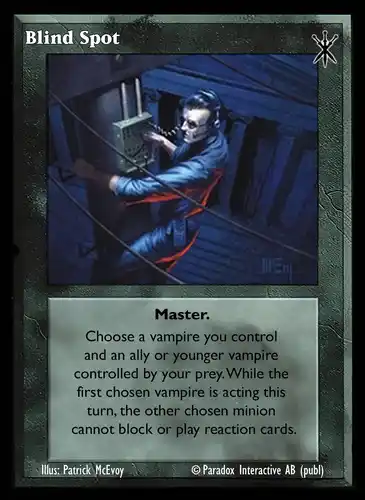 Blind Spot
Master.
Choose a vampire you control
and an ally or younger vampire
controlled by your prey. While the
first chosen vampire is acting this
turn, the other chosen minion
cannot block or play reaction cards.
Illus: Patrick McEvoy
© Paradox Interactive AB (publ)